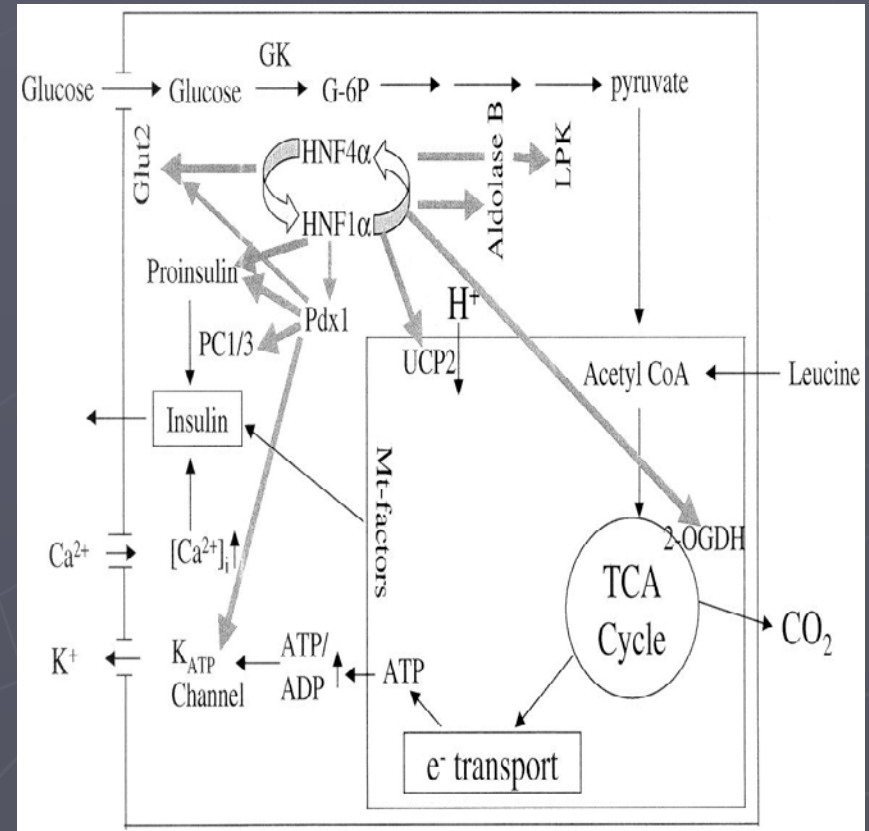 GK
Glucose
Glucose
G-6P
pyruvate
Glut2
HNF4α
HNF1α
Aldolase B
LPK
Proinsulin
Pdx1
PC1/3
H⁺
UCP2
Acetyl CoA
Leucine
Insulin
Mt-factors
Ca²⁺
[Ca²⁺]ᵢ
2-OGDH
TCA
Cycle
CO₂
K⁺
K_ATP
Channel
ATP/
ADP
ATP
e⁻ transport